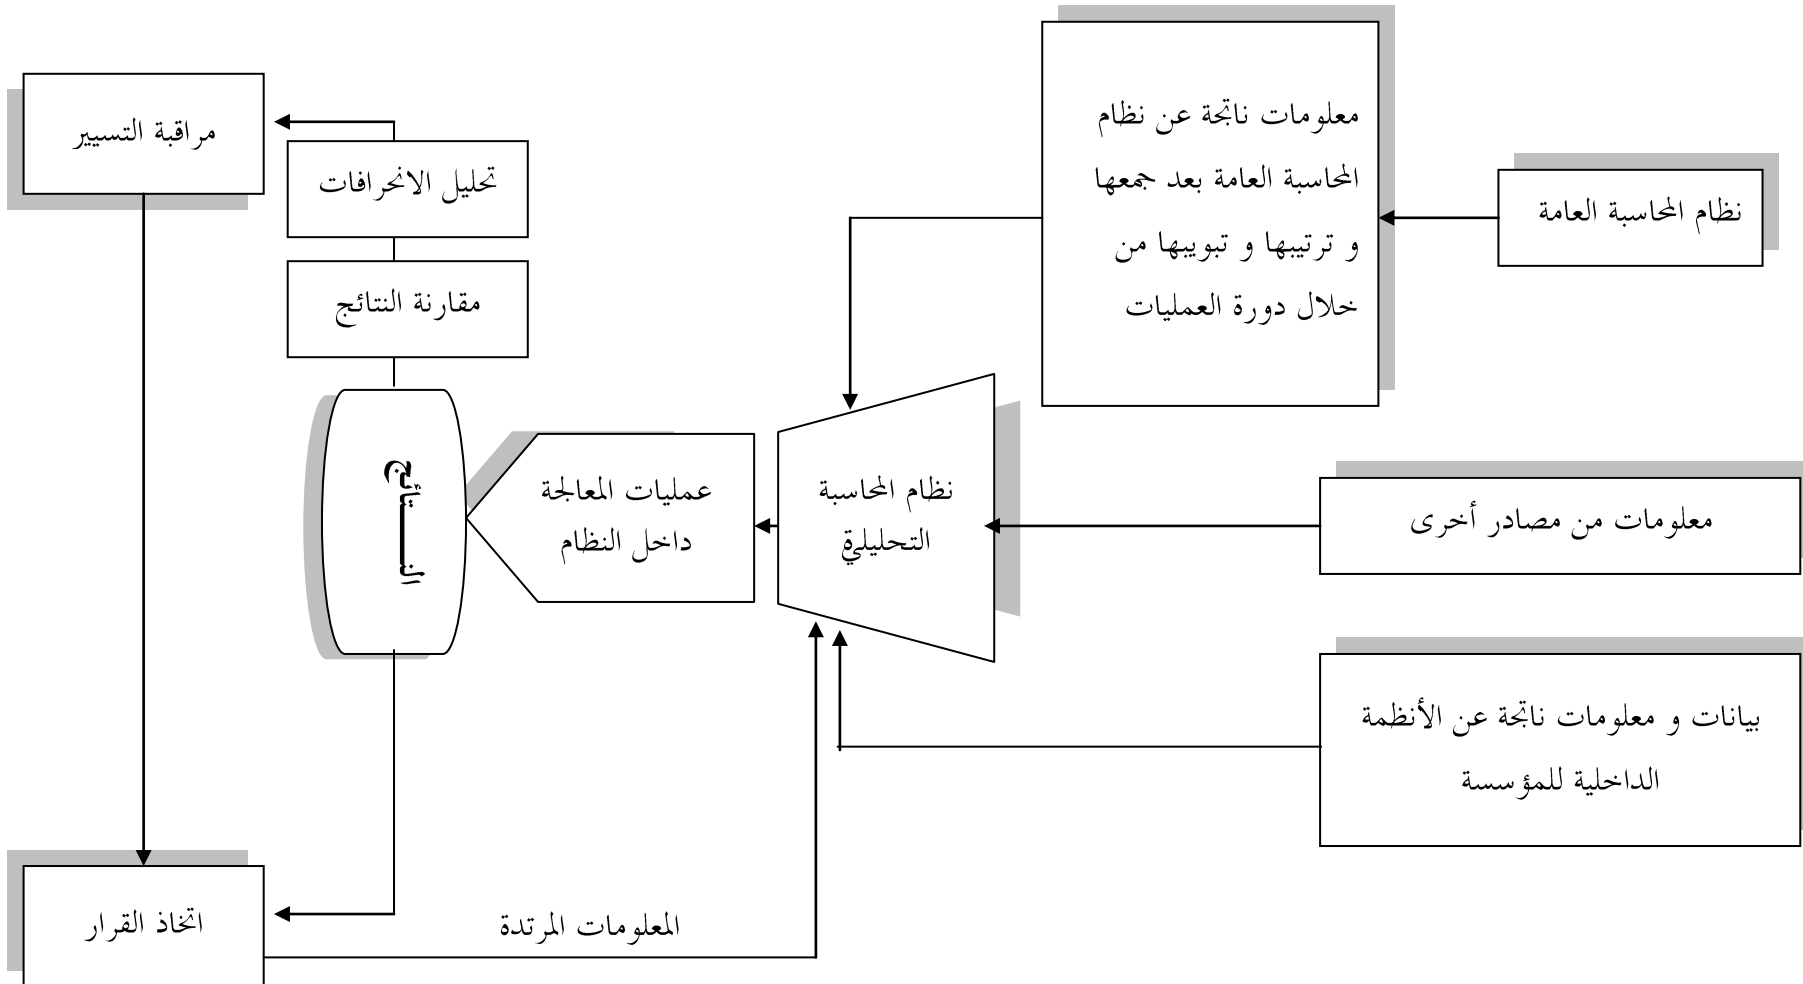 نظام المحاسبة العامة
معلومات ناتجة عن نظام
المحاسبة العامة بعد جمعها
و ترتيبها و تبويبها من
خلال دورة العمليات
معلومات من مصادر أخرى
بيانات و معلومات ناتجة عن الأنظمة
الداخلية للمؤسسة
نظام المحاسبة
التحليلية
عمليات المعالجة
داخل النظام
النـــــتائج
مقارنة النتائج
تحليل الانحرافات
مراقبة التسيير
اتخاذ القرار
المعلومات المرتدة